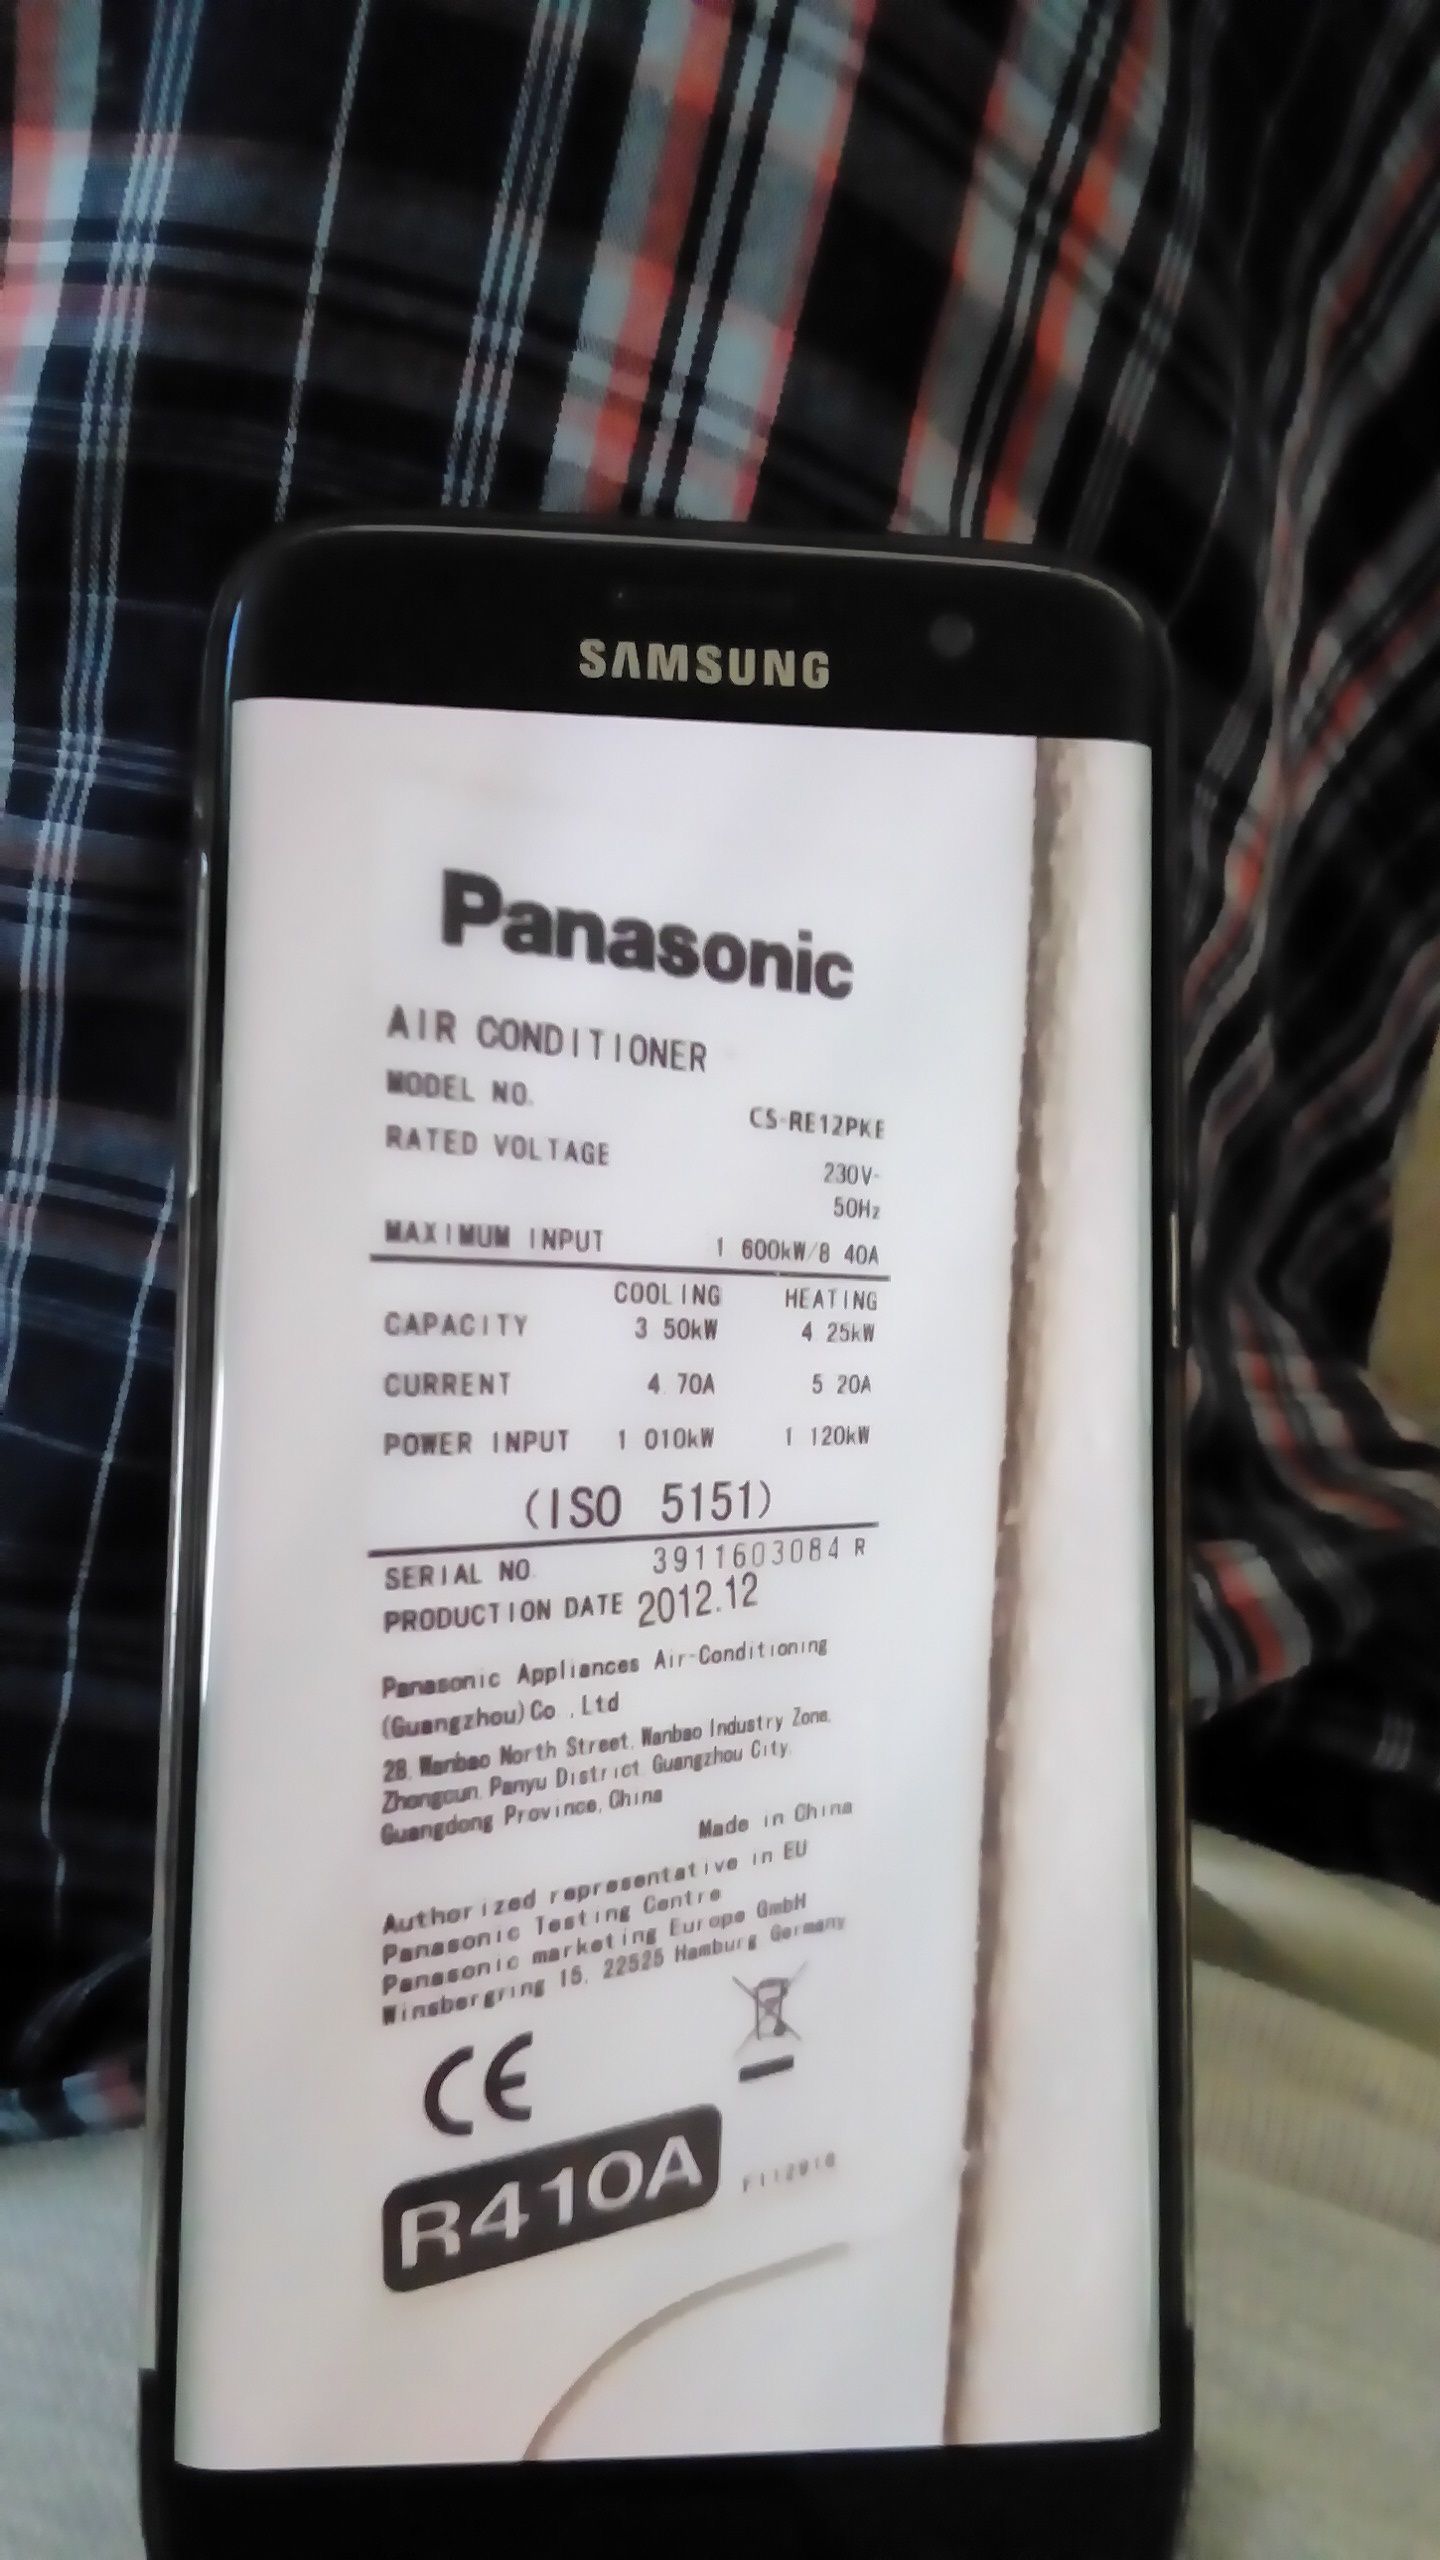 SAMSUNG
Panasonic
AIR CONDITIONER
MODEL NO. CS-RE12PKE
RATED VOLTAGE 230V~
50Hz
MAXIMUM INPUT 1 600kW/8 40A
COOLING HEATING
CAPACITY 3 50kW 4 25kW
CURRENT 4.70A 5 20A
POWER INPUT 1 010kW 1 120kW
(ISO 5151)
SERIAL NO. 3911603084 R
PRODUCTION DATE 2012.12
Panasonic Appliances Air-Conditioning
(Guangzhou) Co .,Ltd
28, Wanbao North Street, Wanbao Industry Zone,
Zhongcun, Panyu District, Guangzhou City,
Guangdong Province, China
Made in China
Authorized representative in EU
Panasonic Testing Centre
Panasonic marketing Europe GmbH
Winsbergring 15, 22525 Hamburg Germany
CE
R410A